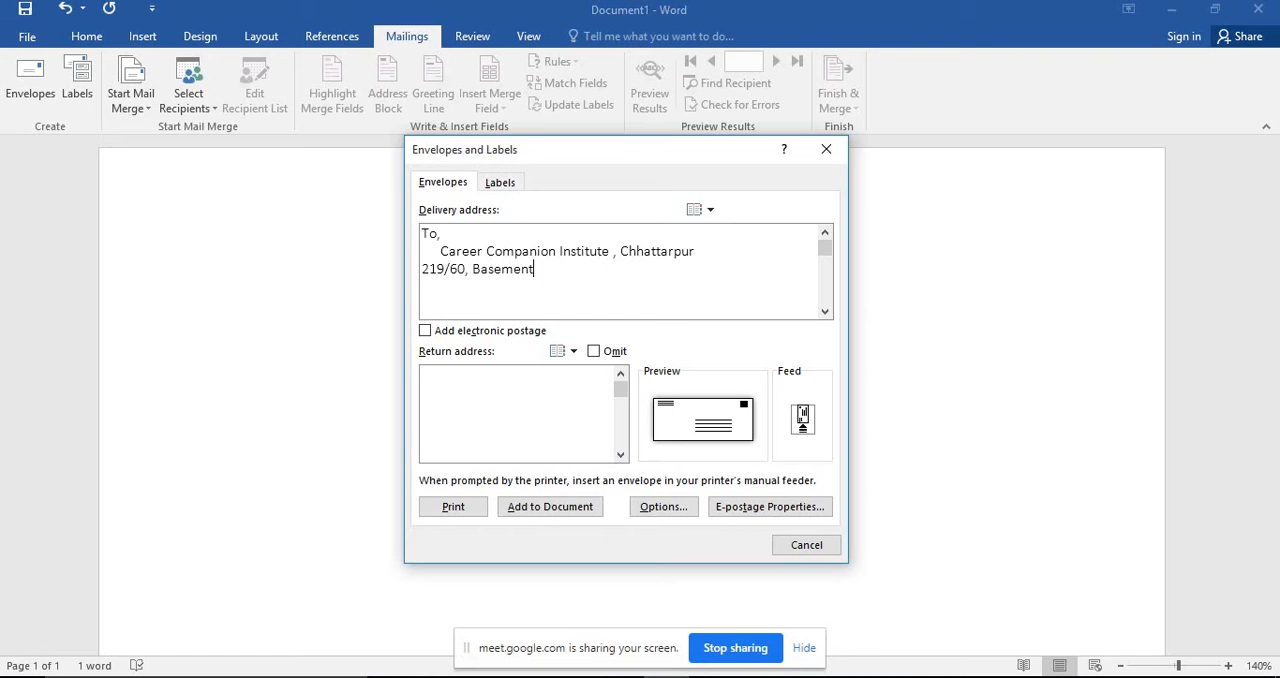 Document1 - Word
File Home Insert Design Layout References Mailings Review View Tell me what you want to do... Sign in Share
Envelopes Labels Start Mail Merge Select Recipients Edit Recipient List Highlight Merge Fields Address Block Greeting Line Insert Merge Field Rules Match Fields Update Labels Preview Results Find Recipient Check for Errors Finish & Merge
Create Start Mail Merge Write & Insert Fields Preview Results Finish
Envelopes and Labels ?
Envelopes Labels
Delivery address:
To,
Career Companion Institute , Chhattarpur
219/60, Basement
Add electronic postage
Return address: Omit
Preview Feed
When prompted by the printer, insert an envelope in your printer's manual feeder.
Print Add to Document Options... E-postage Properties...
Cancel
meet.google.com is sharing your screen. Stop sharing Hide
Page 1 of 1 1 word 140%